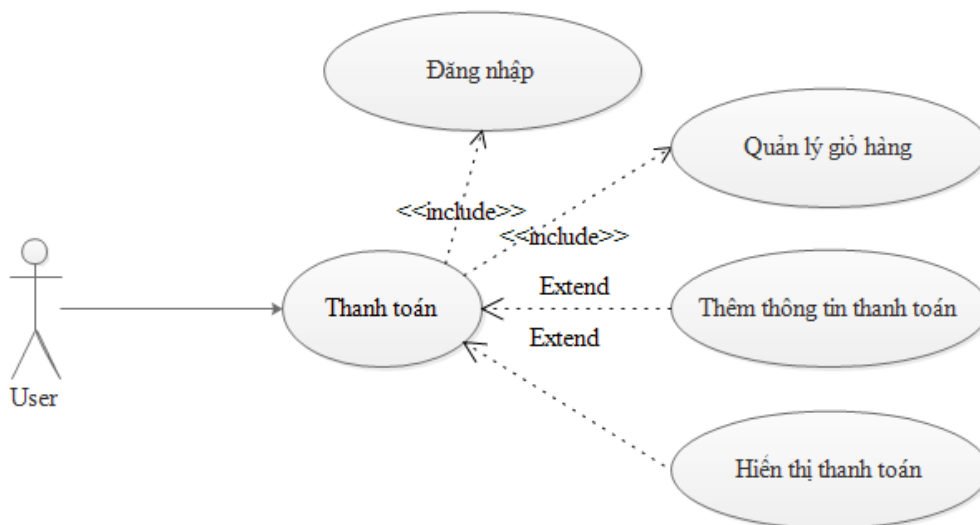 Đăng nhập
Quản lý giỏ hàng
<<include>>
<<include>>
Extend
Thanh toán
Thêm thông tin thanh toán
Extend
User
Hiển thị thanh toán